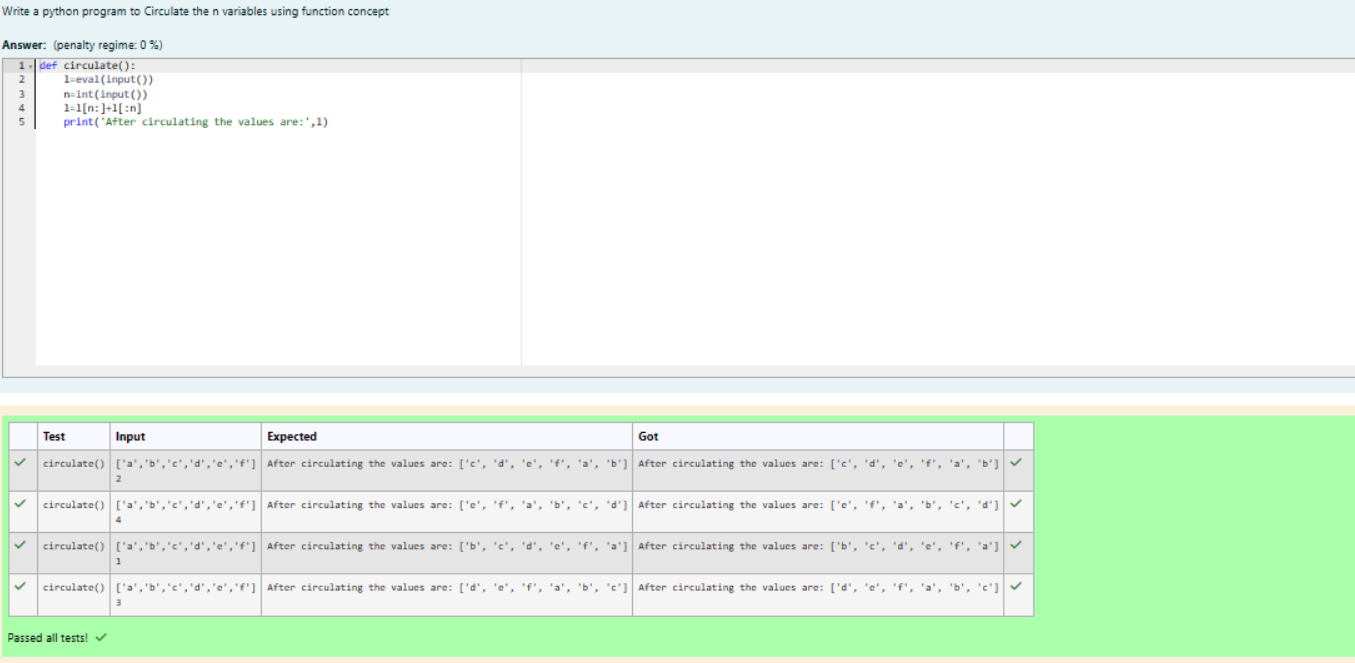 Write a python program to Circulate the n variables using function concept
Answer: (penalty regime: 0 %)
1 def circulate():
2 l=eval(input())
3 n=int(input())
4 l=l[n:]+l[:n]
5 print('After circulating the values are:',l)
Test Input Expected Got
circulate() ['a','b','c','d','e','f'] After circulating the values are: ['c', 'd', 'e', 'f', 'a', 'b'] After circulating the values are: ['c', 'd', 'e', 'f', 'a', 'b']
2
circulate() ['a','b','c','d','e','f'] After circulating the values are: ['e', 'f', 'a', 'b', 'c', 'd'] After circulating the values are: ['e', 'f', 'a', 'b', 'c', 'd']
4
circulate() ['a','b','c','d','e','f'] After circulating the values are: ['b', 'c', 'd', 'e', 'f', 'a'] After circulating the values are: ['b', 'c', 'd', 'e', 'f', 'a']
1
circulate() ['a','b','c','d','e','f'] After circulating the values are: ['d', 'e', 'f', 'a', 'b', 'c'] After circulating the values are: ['d', 'e', 'f', 'a', 'b', 'c']
3
Passed all tests!